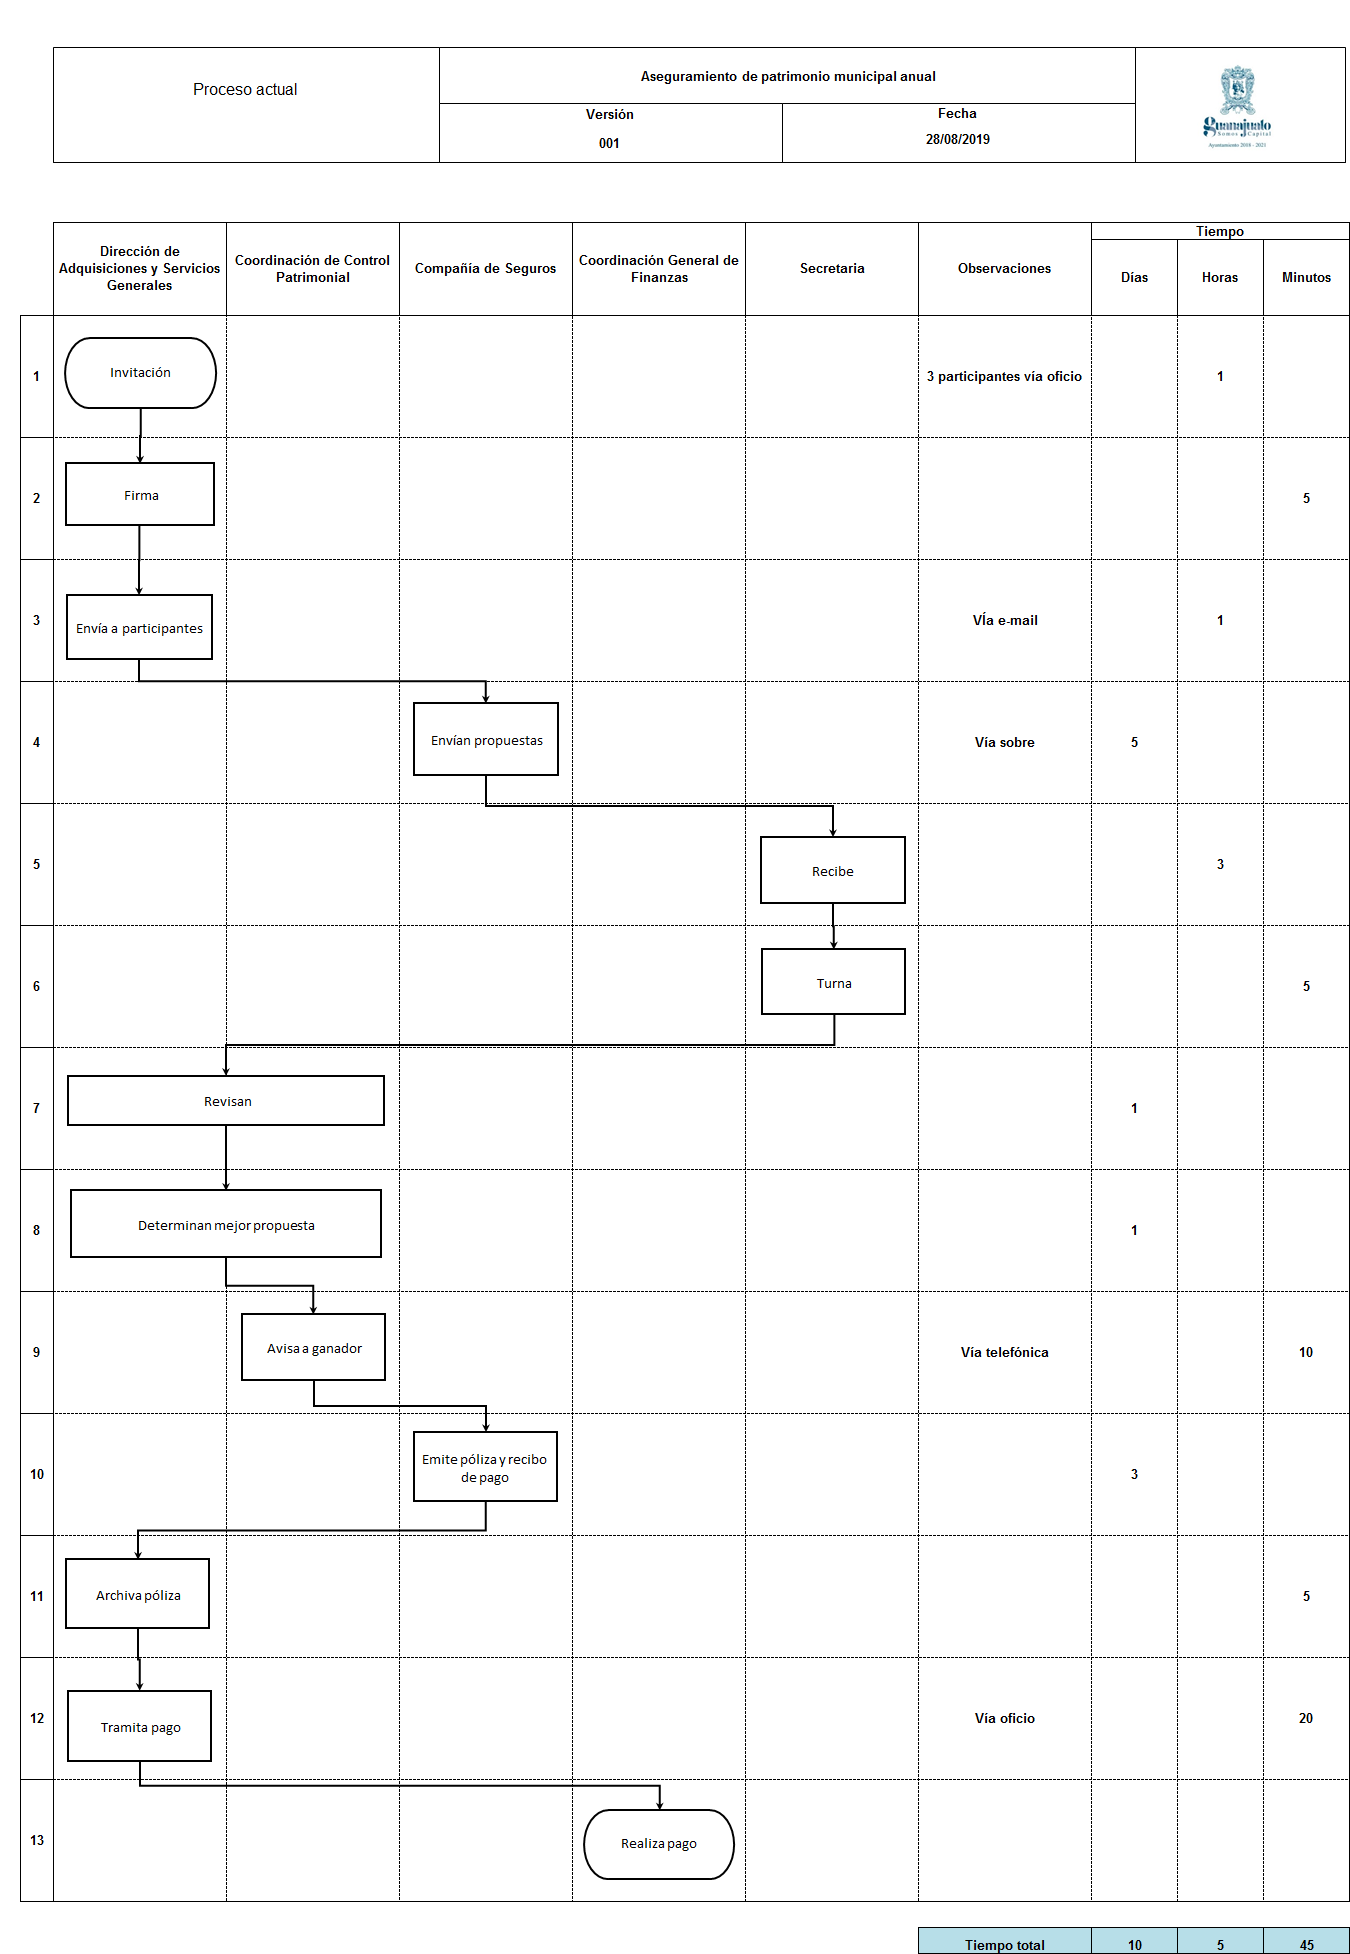 Proceso actual
Aseguramiento de patrimonio municipal anual
Versión
001
Fecha
28/08/2019
Guanajuato
Somos Capital
Ayuntamiento 2018 - 2021
Dirección de
Adquisiciones y Servicios
Generales
Coordinación de Control
Patrimonial
Compañía de Seguros
Coordinación General de
Finanzas
Secretaria
Observaciones
Tiempo
Días
Horas
Minutos
1
Invitación
3 participantes vía oficio
1
2
Firma
5
3
Envía a participantes
VÍa e-mail
1
4
Envían propuestas
Vía sobre
5
5
Recibe
3
6
Turna
5
7
Revisan
1
8
Determinan mejor propuesta
1
9
Avisa a ganador
Vía telefónica
10
10
Emite póliza y recibo
de pago
3
11
Archiva póliza
5
12
Tramita pago
Vía oficio
20
13
Realiza pago
Tiempo total
10
5
45